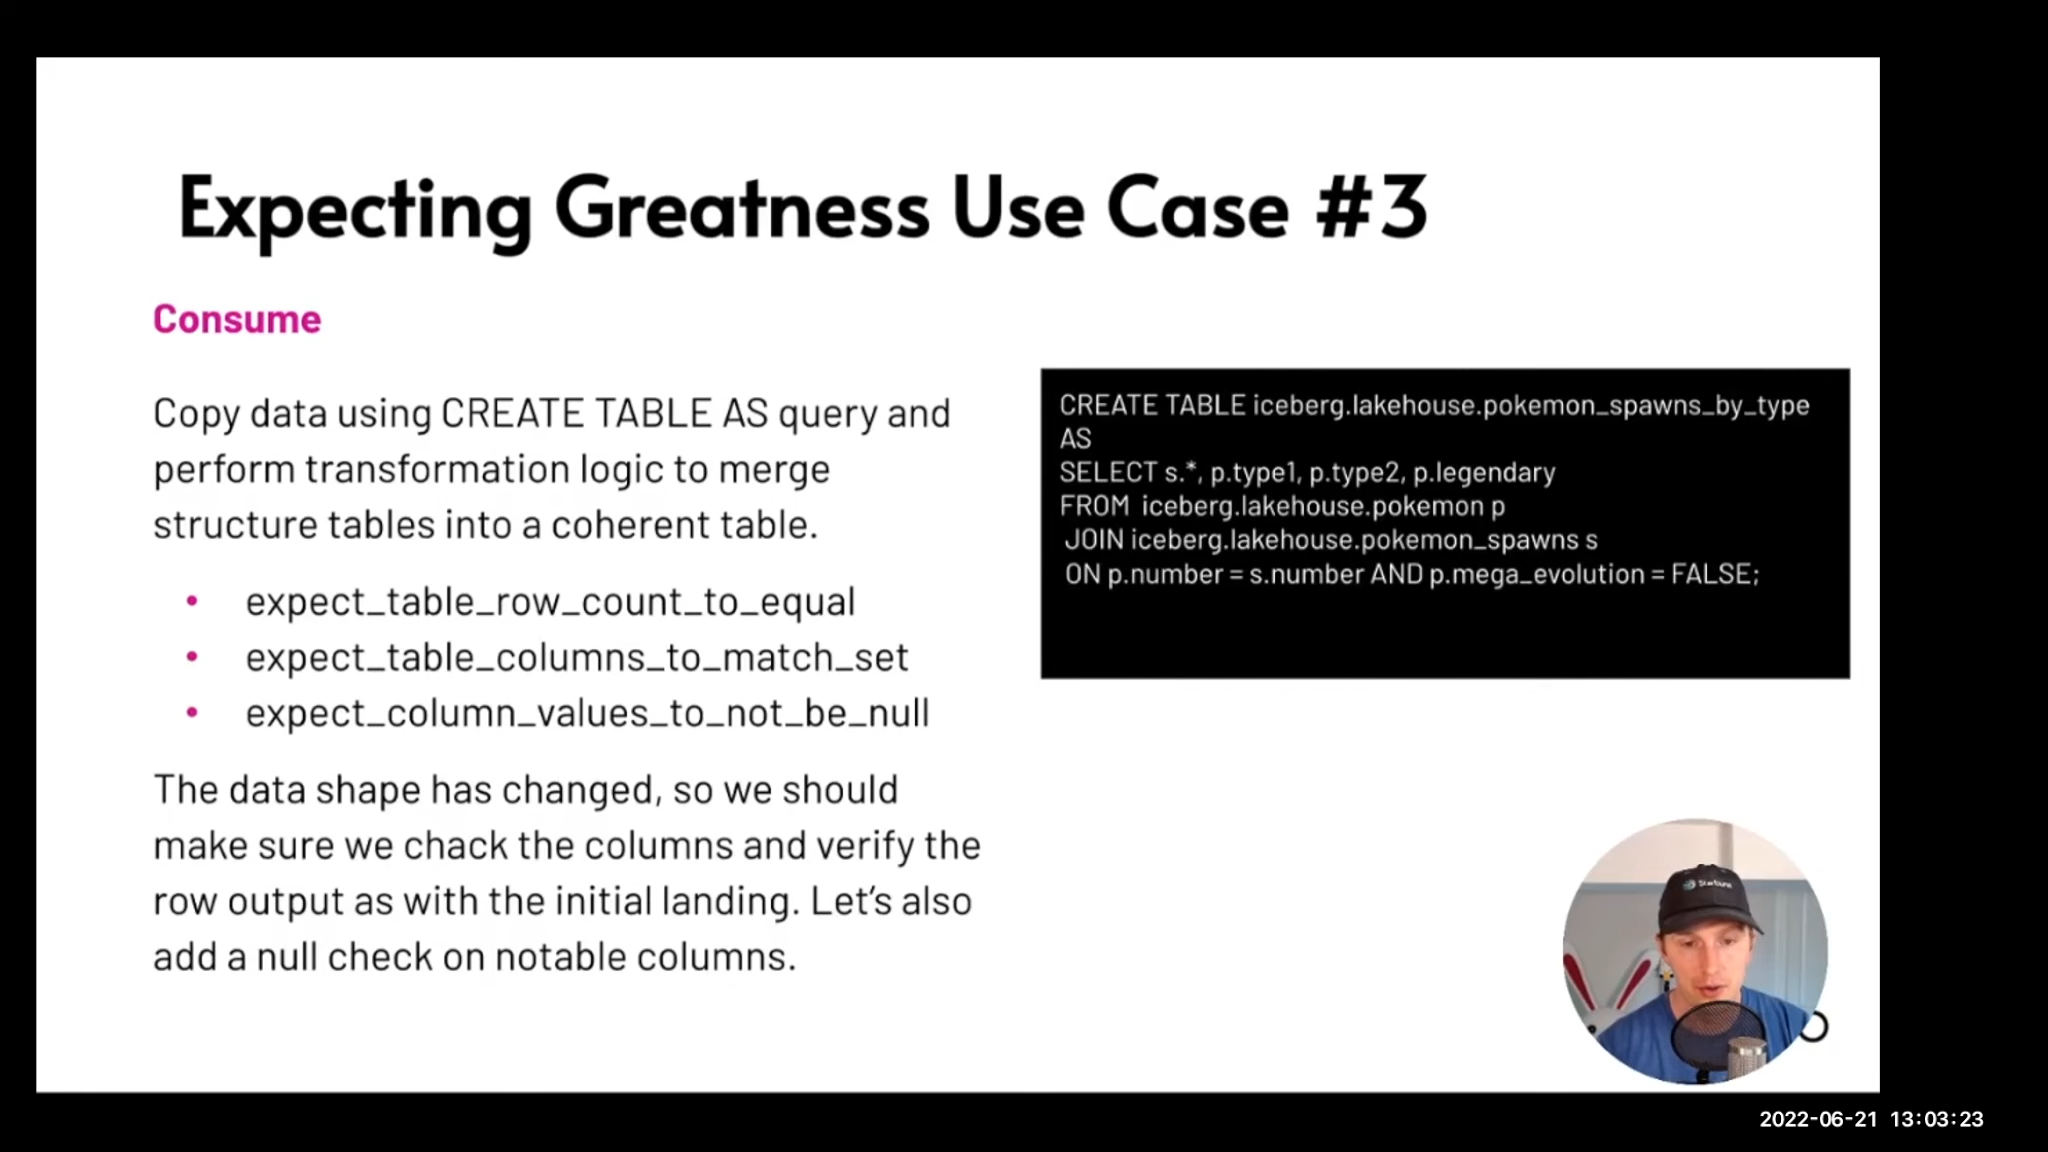 Expecting Greatness Use Case #3
Consume
Copy data using CREATE TABLE AS query and
perform transformation logic to merge
structure tables into a coherent table.
• expect_table_row_count_to_equal
• expect_table_columns_to_match_set
• expect_column_values_to_not_be_null
The data shape has changed, so we should
make sure we chack the columns and verify the
row output as with the initial landing. Let's also
add a null check on notable columns.
CREATE TABLE iceberg.lakehouse.pokemon_spawns_by_type
AS
SELECT s.*, p.type1, p.type2, p.legendary
FROM iceberg.lakehouse.pokemon p
JOIN iceberg.lakehouse.pokemon_spawns s
ON p.number = s.number AND p.mega_evolution = FALSE;
2022-06-21 13:03:23